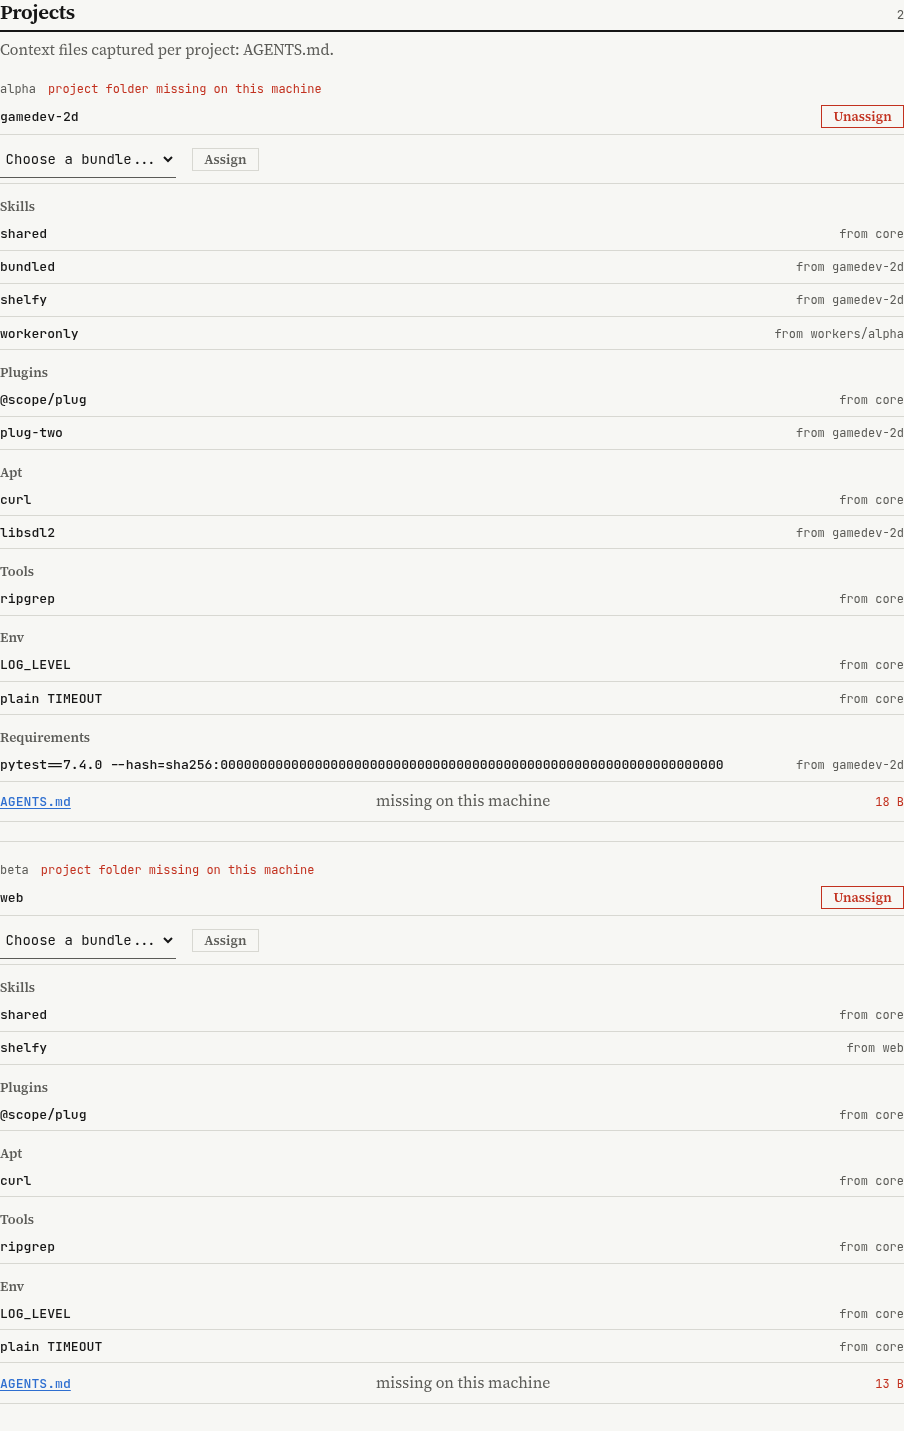 Projects 2
Context files captured per project: AGENTS.md.
alpha project folder missing on this machine
gamedev-2d Unassign
Choose a bundle... Assign
Skills
shared from core
bundled from gamedev-2d
shelfy from gamedev-2d
workeronly from workers/alpha
Plugins
@scope/plug from core
plug-two from gamedev-2d
Apt
curl from core
libsdl2 from gamedev-2d
Tools
ripgrep from core
Env
LOG_LEVEL from core
plain TIMEOUT from core
Requirements
pytest==7.4.0 --hash=sha256:0000000000000000000000000000000000000000000000000000000000000000 from gamedev-2d
AGENTS.md missing on this machine 18 B
beta project folder missing on this machine
web Unassign
Choose a bundle... Assign
Skills
shared from core
shelfy from web
Plugins
@scope/plug from core
Apt
curl from core
Tools
ripgrep from core
Env
LOG_LEVEL from core
plain TIMEOUT from core
AGENTS.md missing on this machine 13 B